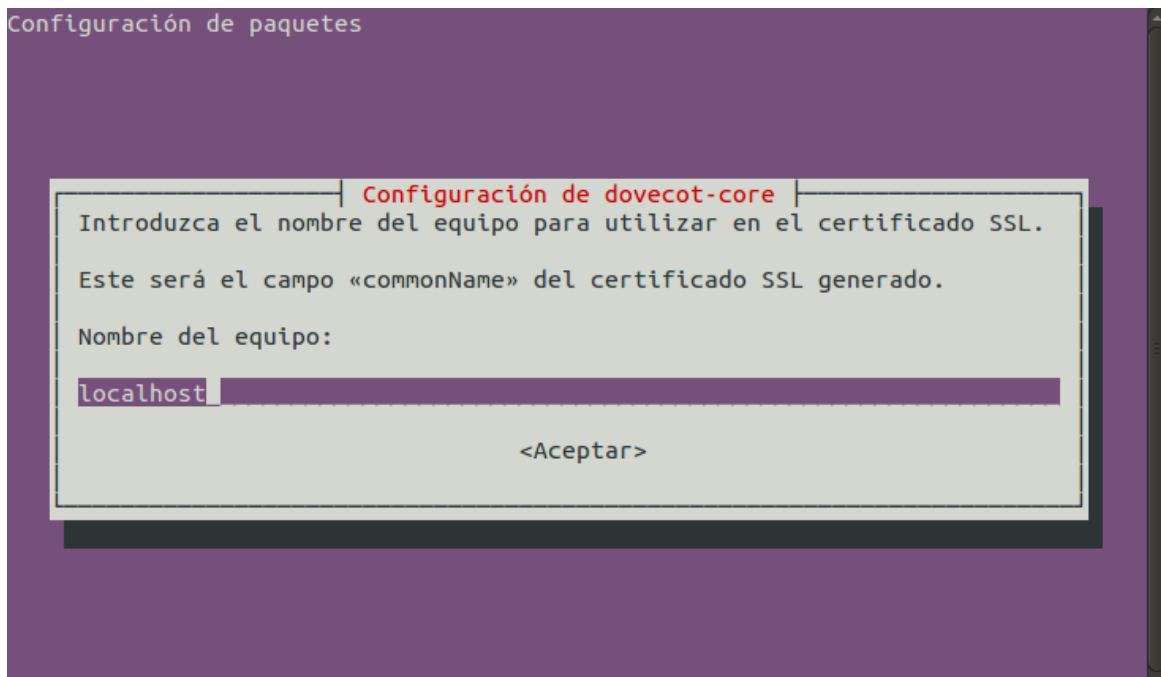 Configuración de paquetes
Configuración de dovecot-core
Introduzca el nombre del equipo para utilizar en el certificado SSL.
Este será el campo «commonName» del certificado SSL generado.
Nombre del equipo:
localhost
<Aceptar>